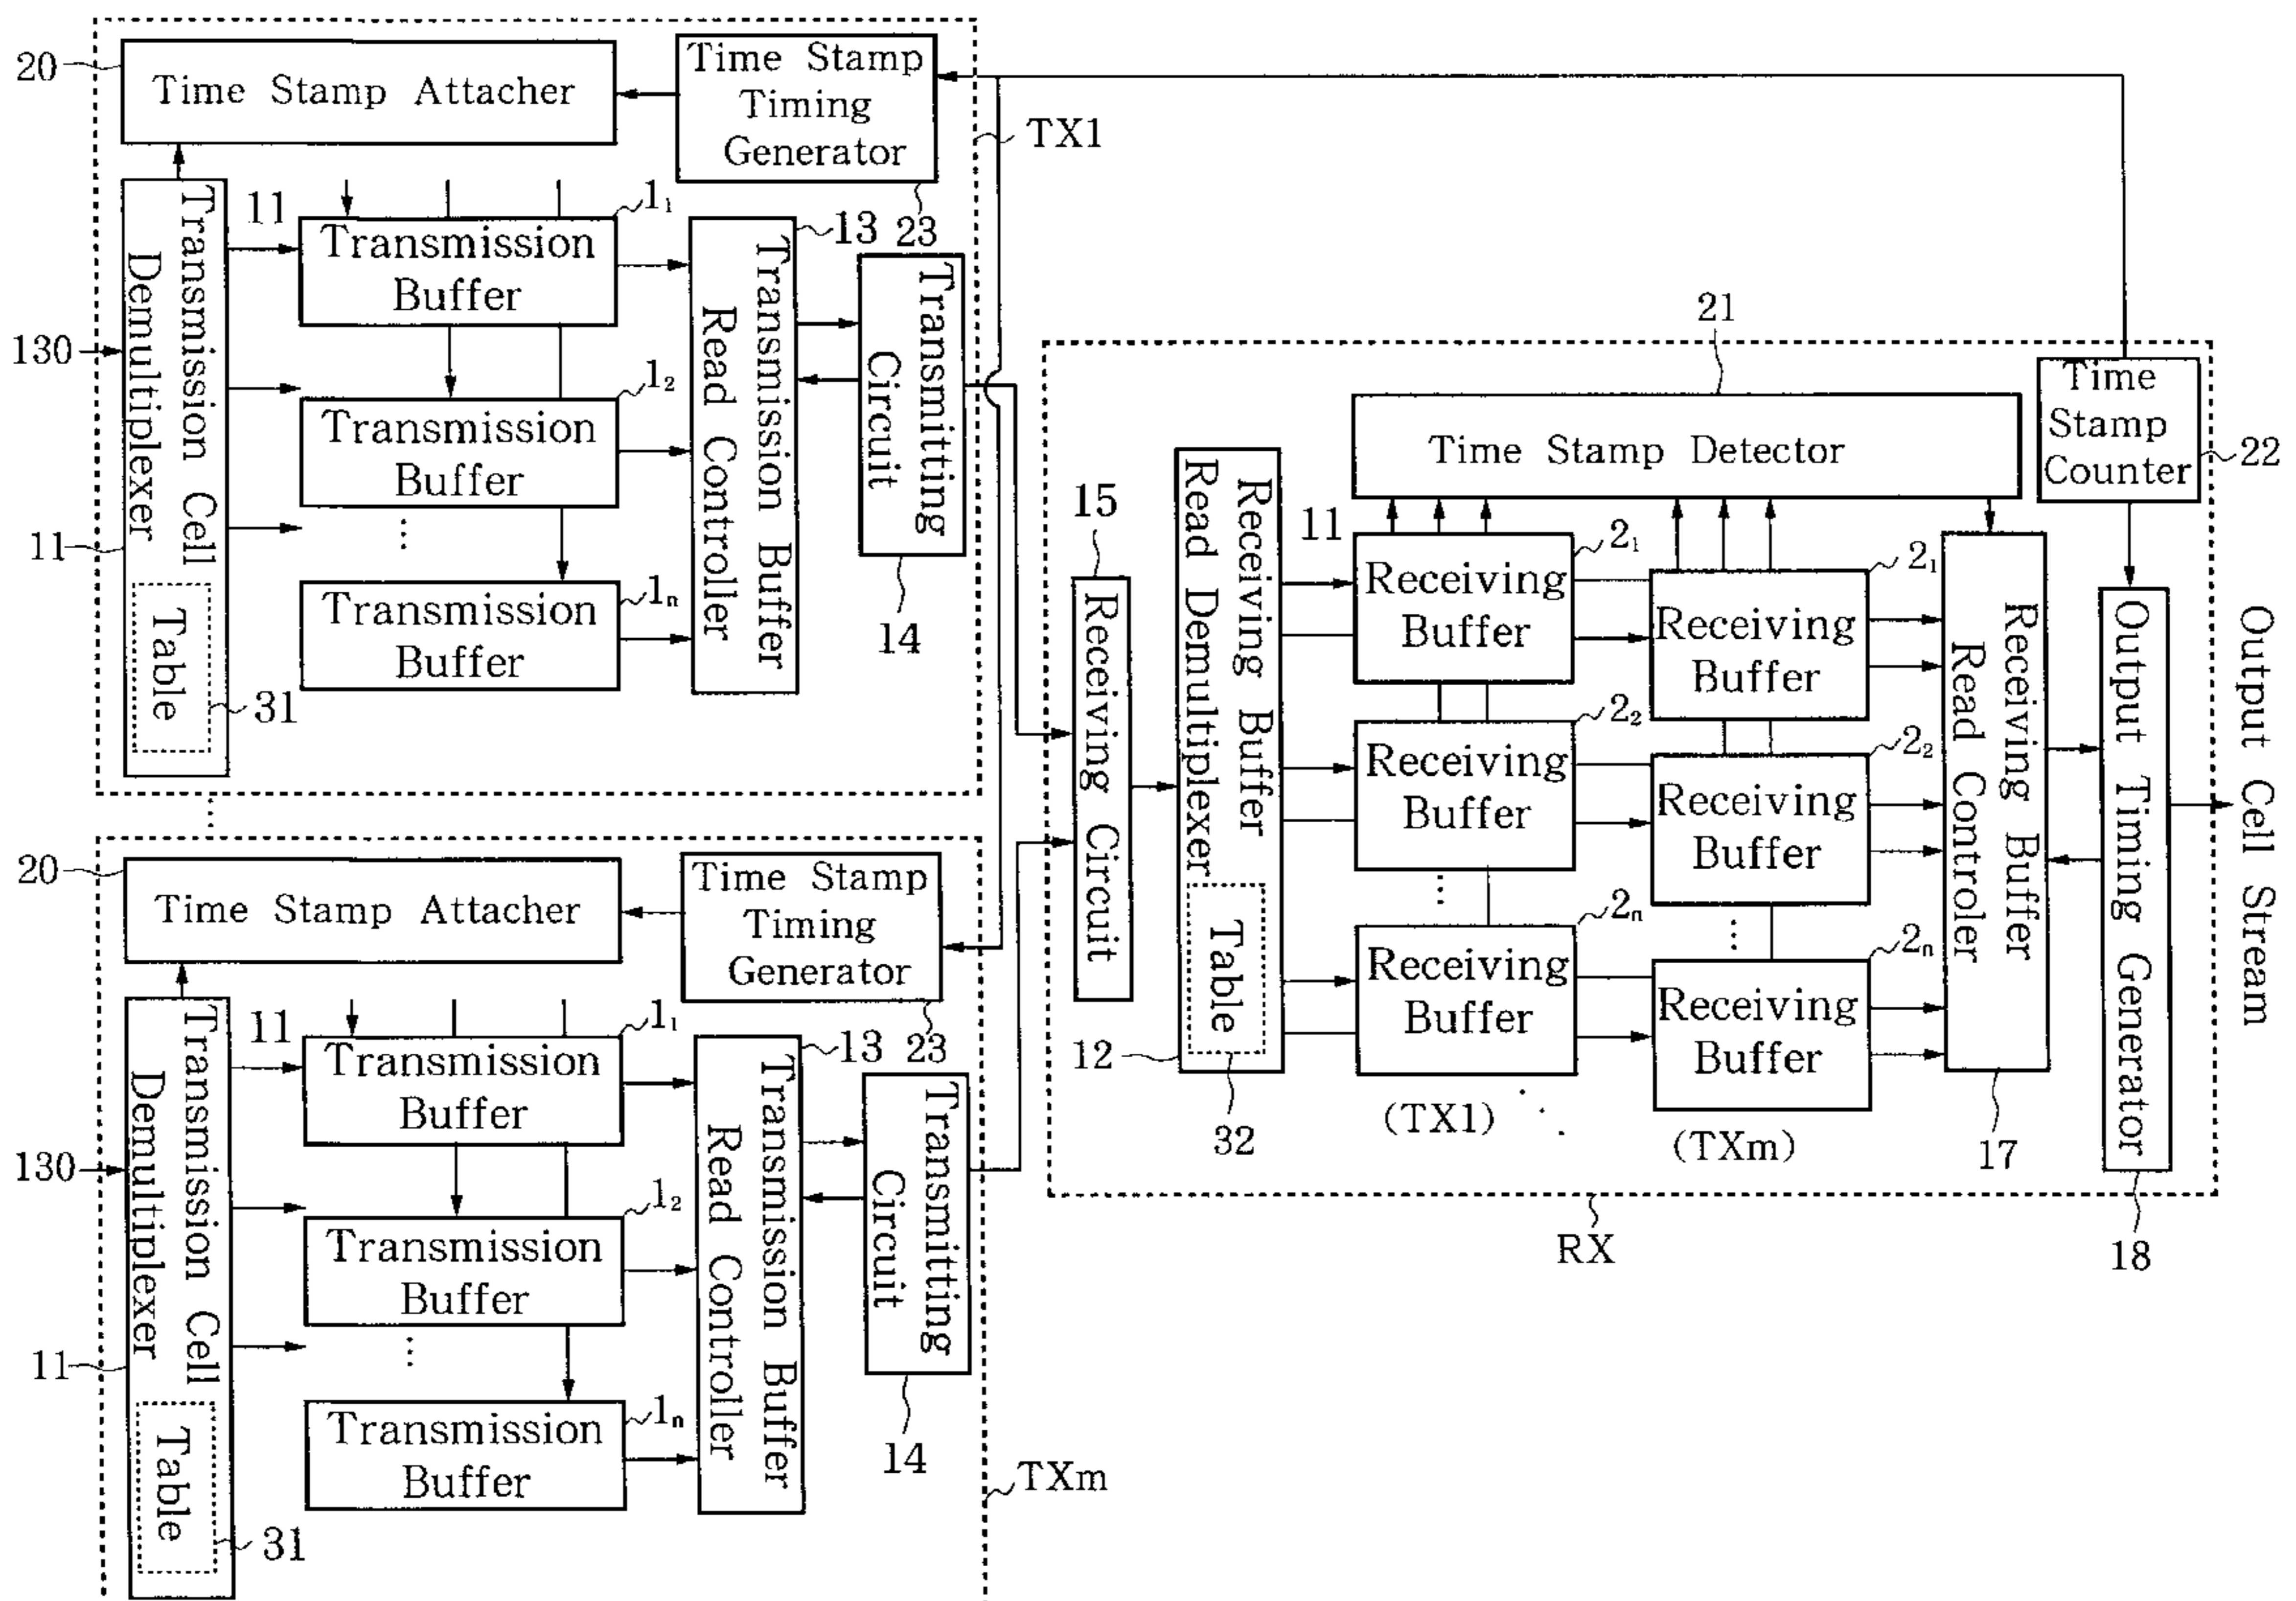 20
Time Stamp Attacher
Time Stamp
Timing
Generator
23
TX1
130
11
Transmission Cell
Demultiplexer
Table
31
11
1₁
Transmission
Buffer
1₂
Transmission
Buffer
⋮
1ₙ
Transmission
Buffer
13
Transmission Buffer
Read Controller
Transmitting
Circuit
14
⋮
20
Time Stamp Attacher
Time Stamp
Timing
Generator
23
TXm
130
11
Transmission Cell
Demultiplexer
Table
31
11
1₁
Transmission
Buffer
1₂
Transmission
Buffer
⋮
1ₙ
Transmission
Buffer
13
Transmission Buffer
Read Controller
Transmitting
Circuit
14
15
Receiving Circuit
Receiving Buffer
Read Demultiplexer
Table
12
32
21
Time Stamp Detector
Time
Stamp
Counter
22
11
2₁
Receiving
Buffer
2₂
Receiving
Buffer
⋮
2ₙ
Receiving
Buffer
(TX1)
2₁
Receiving
Buffer
2₂
Receiving
Buffer
⋮
2ₙ
Receiving
Buffer
(TXm)
Receiving Buffer
Read Controller
17
Output Timing Generator
18
Output Cell Stream
RX